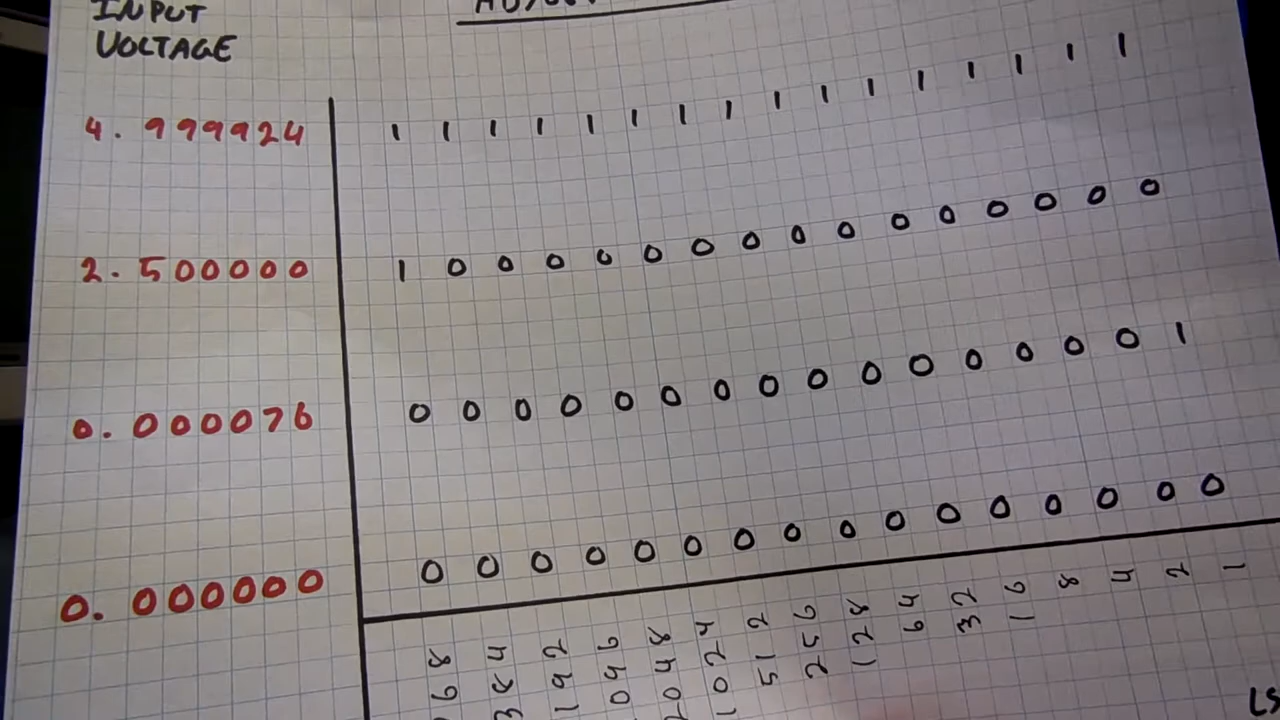 INPUT
VOLTAGE
4.999924 1 1 1 1 1 1 1 1 1 1 1 1 1 1 1 1
2.500000 1 0 0 0 0 0 0 0 0 0 0 0 0 0 0 0
0.000076 0 0 0 0 0 0 0 0 0 0 0 0 0 0 0 1
0.000000 0 0 0 0 0 0 0 0 0 0 0 0 0 0 0 0
1024 512 256 128 64 32 16 8 4 2 1